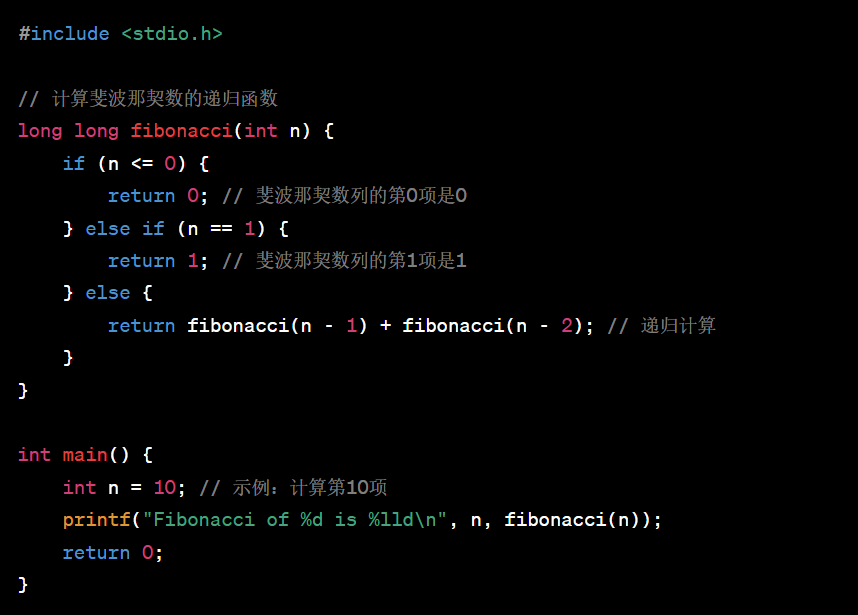 #include <stdio.h>

// 计算斐波那契数的递归函数
long long fibonacci(int n) {
    if (n <= 0) {
        return 0; // 斐波那契数列的第0项是0
    } else if (n == 1) {
        return 1; // 斐波那契数列的第1项是1
    } else {
        return fibonacci(n - 1) + fibonacci(n - 2); // 递归计算
    }
}

int main() {
    int n = 10; // 示例：计算第10项
    printf("Fibonacci of %d is %lld\n", n, fibonacci(n));
    return 0;
}